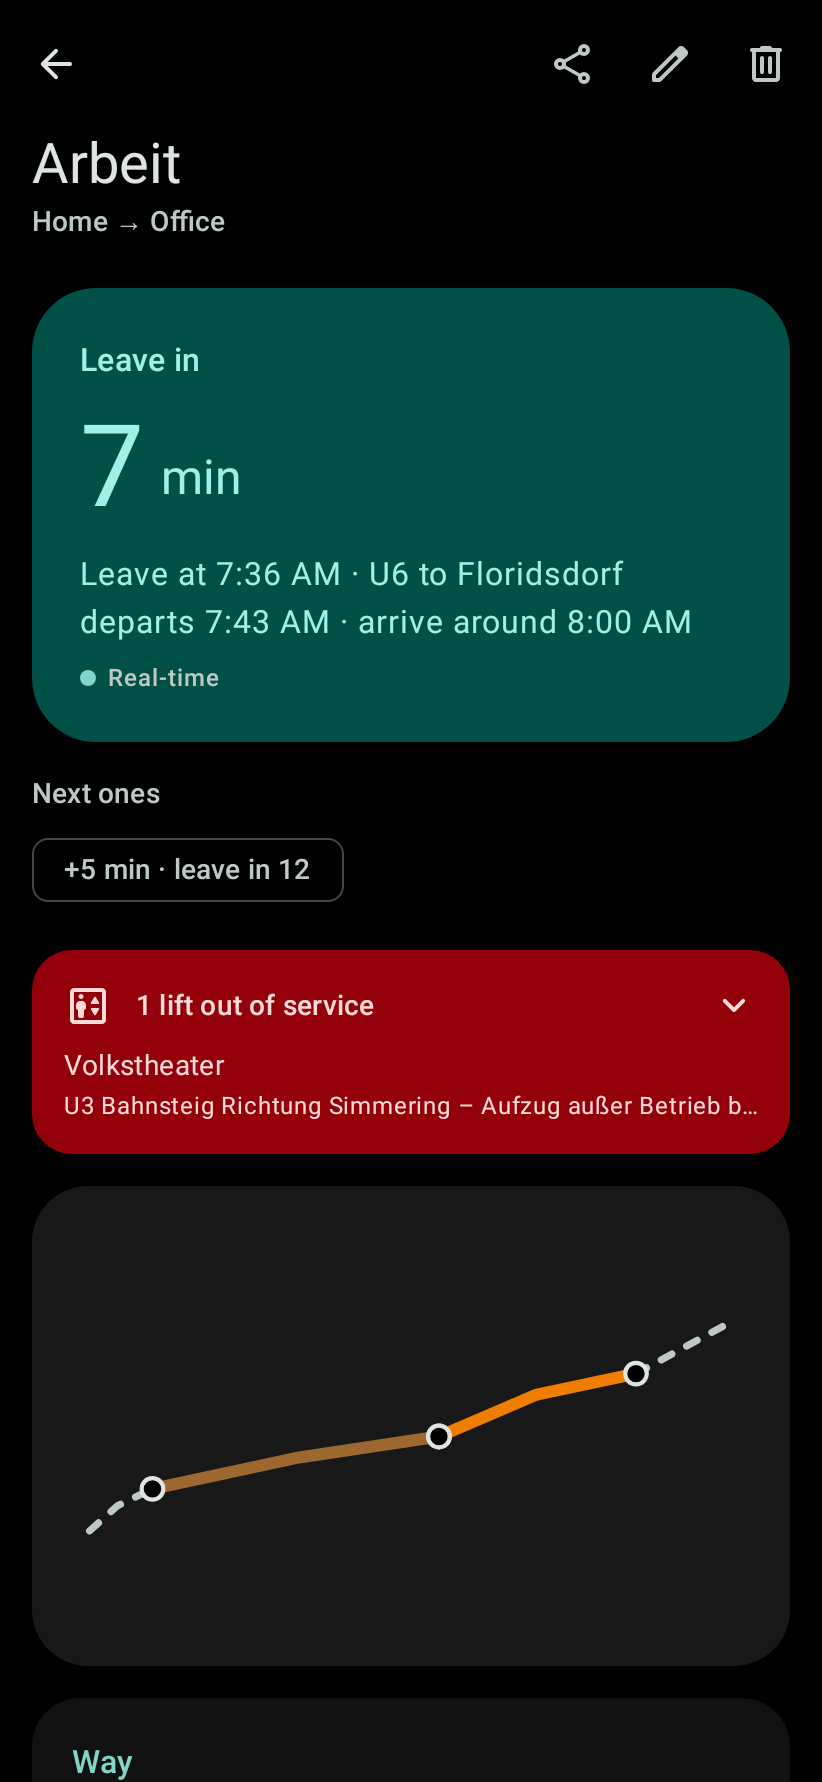 Arbeit
Home → Office
Leave in
7 min
Leave at 7:36 AM · U6 to Floridsdorf
departs 7:43 AM · arrive around 8:00 AM
Real-time
Next ones
+5 min · leave in 12
1 lift out of service
Volkstheater
U3 Bahnsteig Richtung Simmering – Aufzug außer Betrieb b…
Way